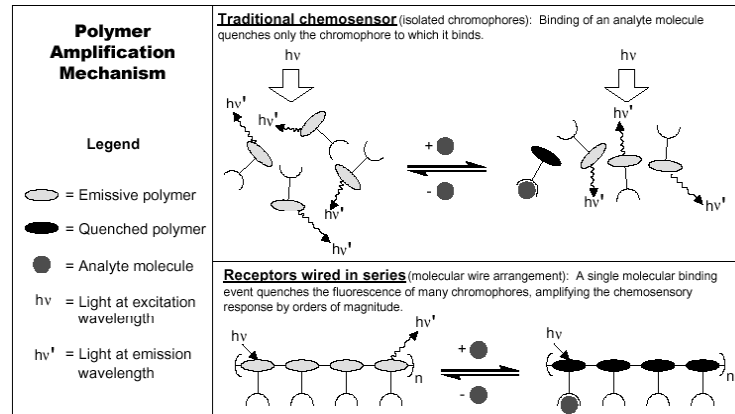 Polymer
Amplification
Mechanism
Legend
= Emissive polymer
= Quenched polymer
= Analyte molecule
hν = Light at excitation
wavelength
hν' = Light at emission
wavelength
Traditional chemosensor (isolated chromophores): Binding of an analyte molecule
quenches only the chromophore to which it binds.
hν
hν
hν'
hν'
hν'
hν'
+
-
hν'
hν'
hν'
Receptors wired in series (molecular wire arrangement): A single molecular binding
event quenches the fluorescence of many chromophores, amplifying the chemosensory
response by orders of magnitude.
hν
hν'
n
+
-
hν
n